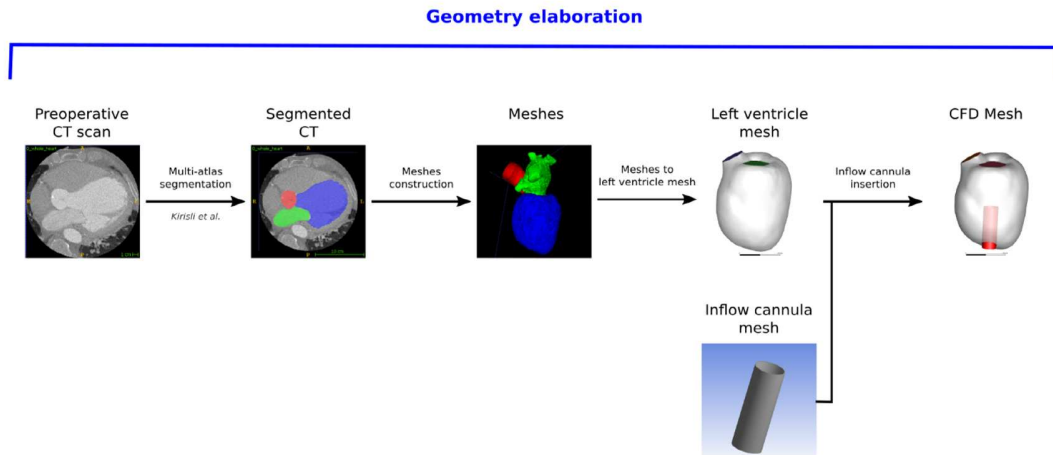 Geometry elaboration
Preoperative
CT scan
Multi-atlas
segmentation
Kirisli et al.
Segmented
CT
Meshes
construction
Meshes
Meshes to
left ventricle mesh
Left ventricle
mesh
Inflow cannula
insertion
CFD Mesh
Inflow cannula
mesh